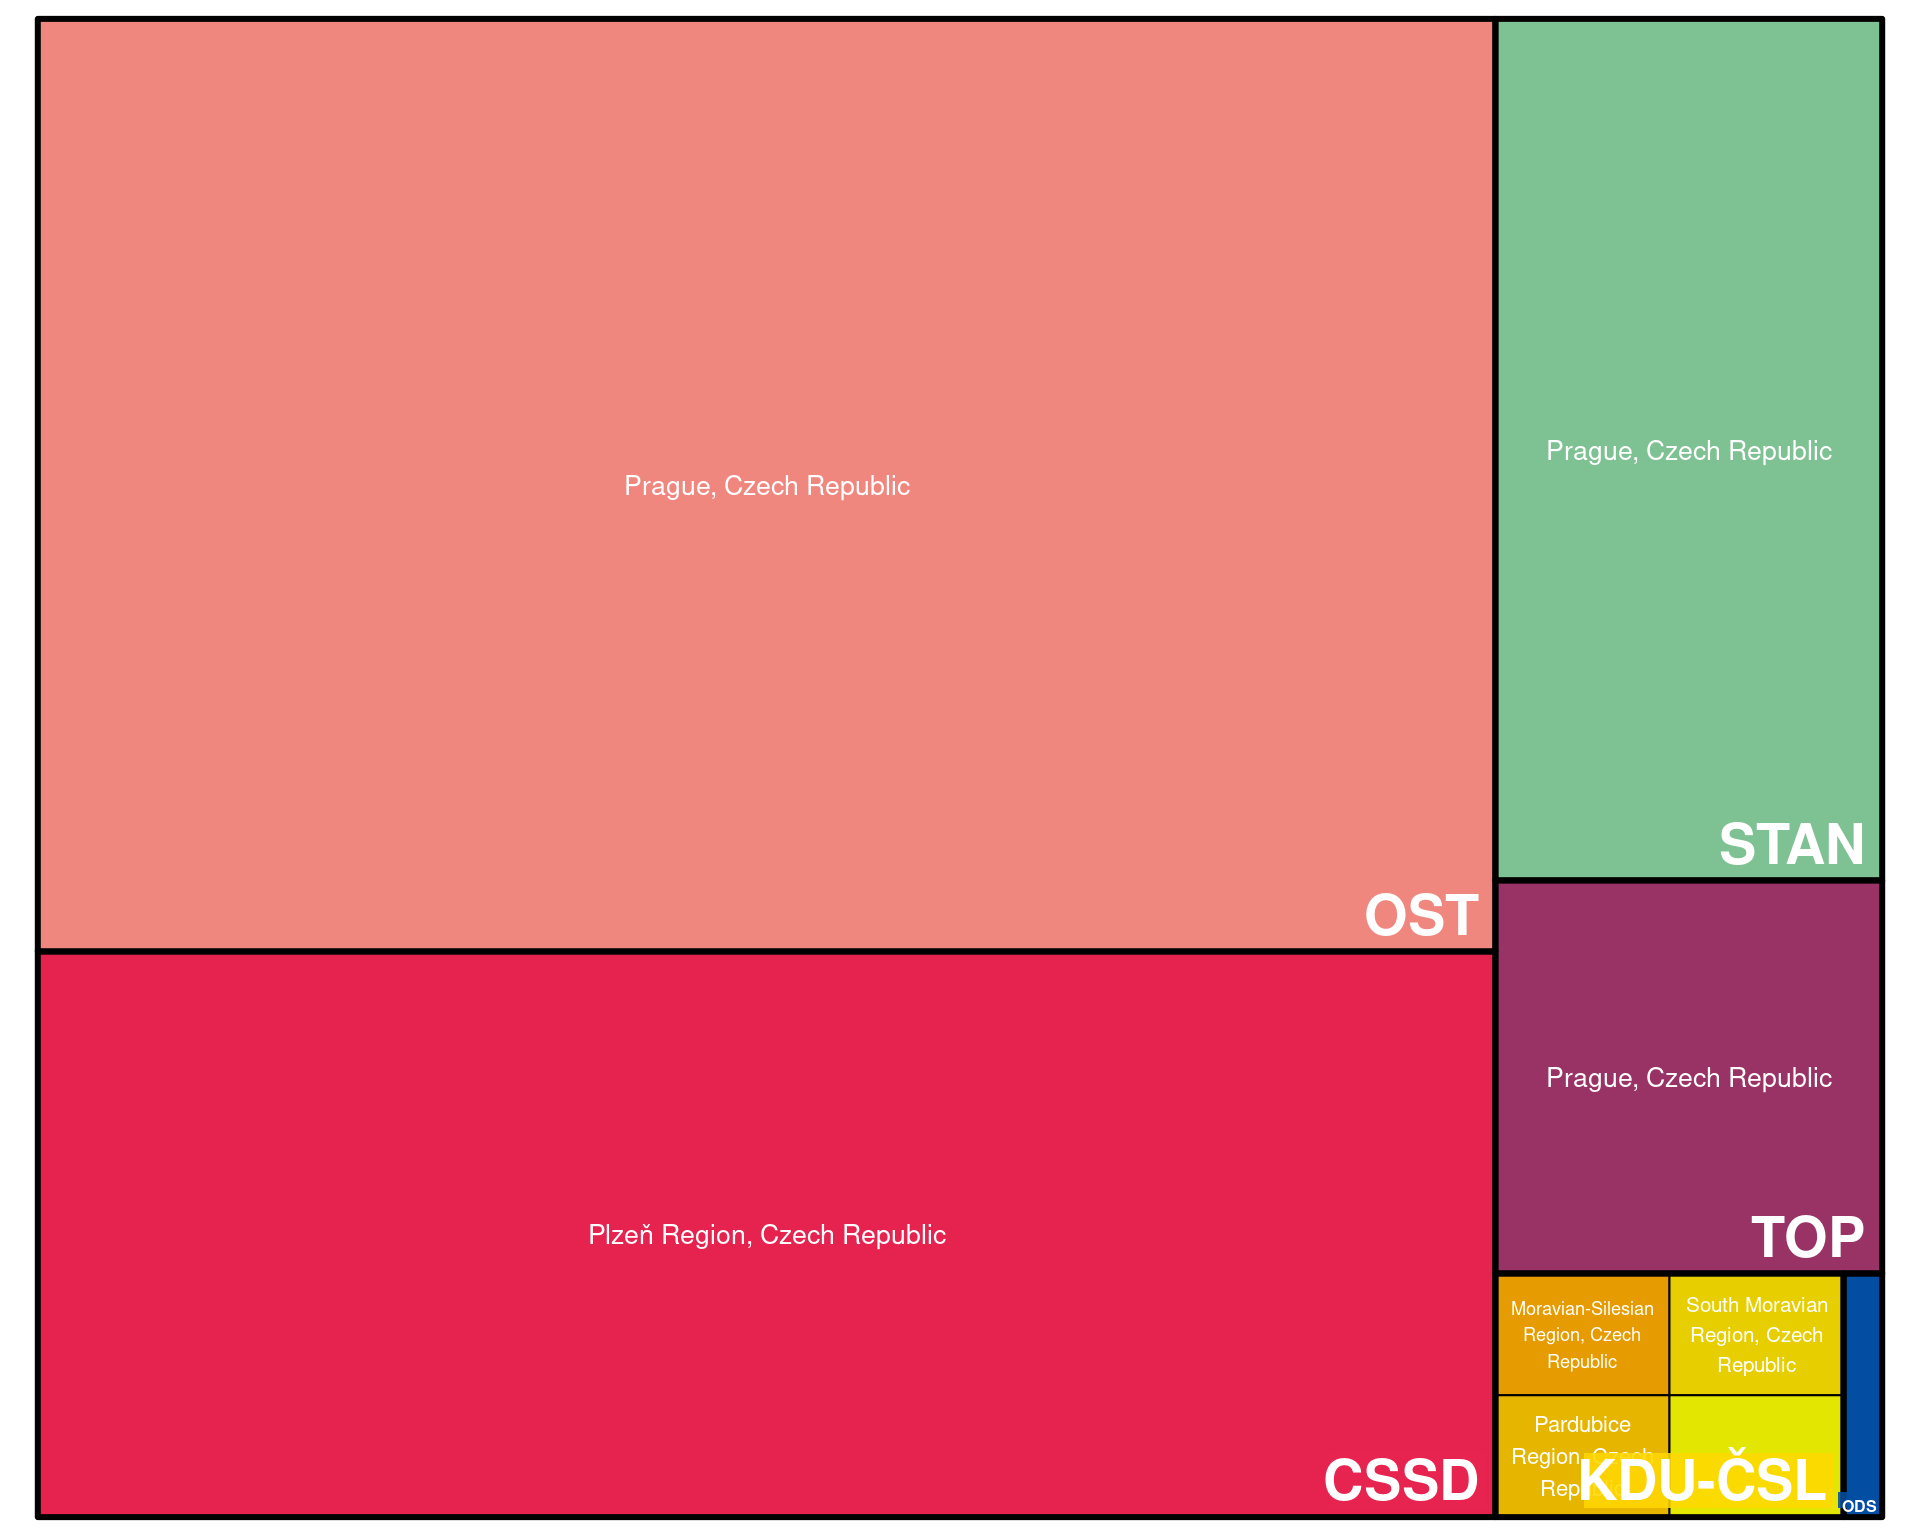 Prague, Czech Republic
OST
Plzeň Region, Czech Republic
CSSD
Prague, Czech Republic
STAN
Prague, Czech Republic
TOP
Moravian-Silesian
Region, Czech
Republic
South Moravian
Region, Czech
Republic
Pardubice
Region, Czech
KDU-ČSL
ODS